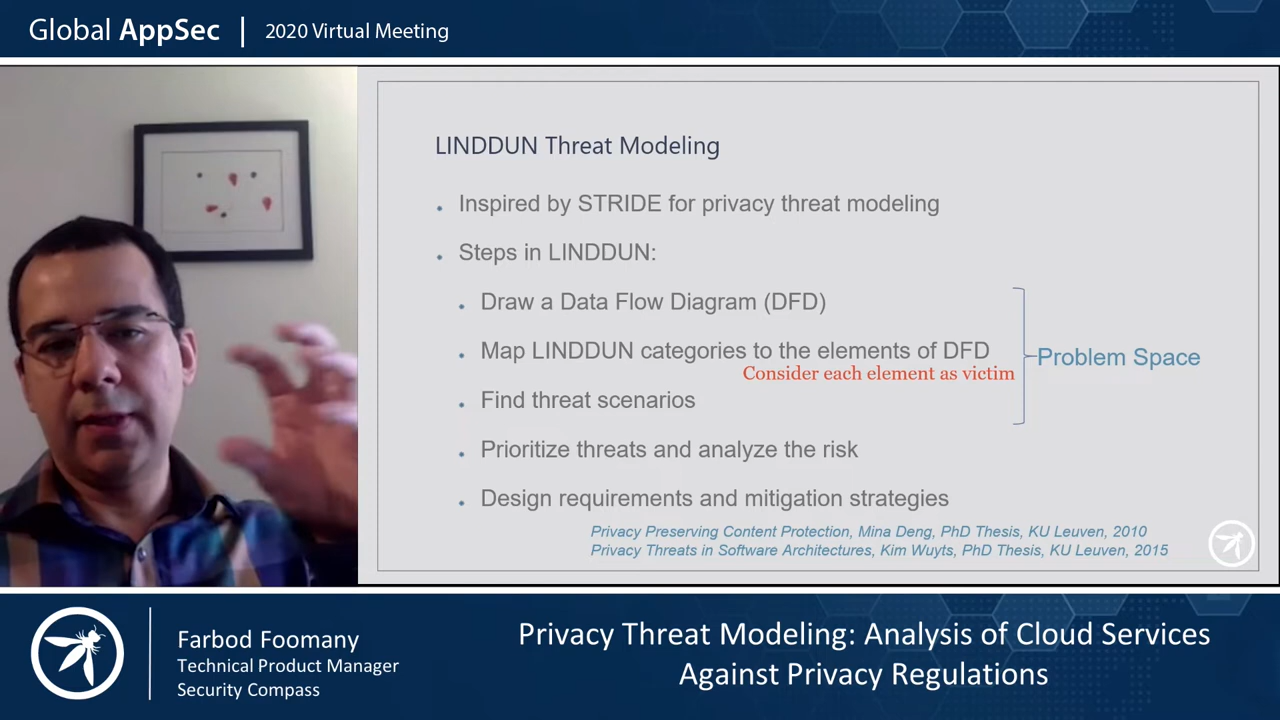 Global AppSec | 2020 Virtual Meeting
LINDDUN Threat Modeling
Inspired by STRIDE for privacy threat modeling
Steps in LINDDUN:
Draw a Data Flow Diagram (DFD)
Map LINDDUN categories to the elements of DFD
Consider each element as victim
Problem Space
Find threat scenarios
Prioritize threats and analyze the risk
Design requirements and mitigation strategies
Privacy Preserving Content Protection, Mina Deng, PhD Thesis, KU Leuven, 2010
Privacy Threats in Software Architectures, Kim Wuyts, PhD Thesis, KU Leuven, 2015
Farbod Foomany
Technical Product Manager
Security Compass
Privacy Threat Modeling: Analysis of Cloud Services
Against Privacy Regulations